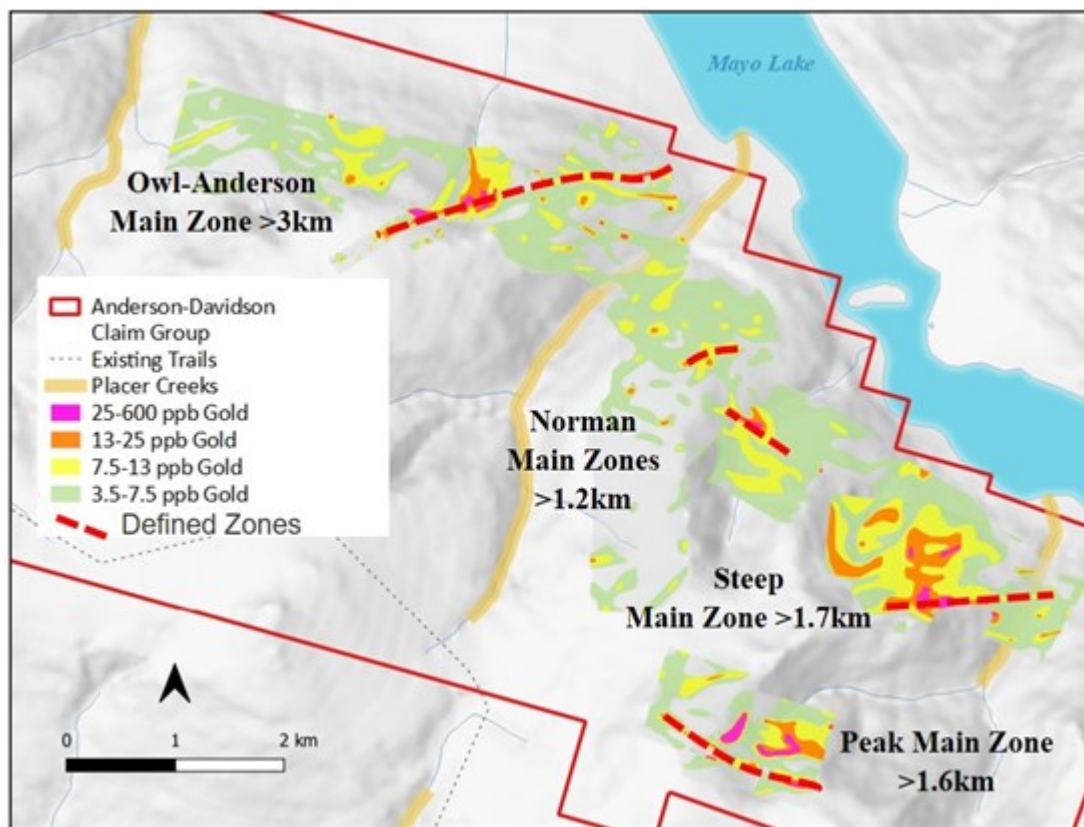 Mayo Lake
Owl-Anderson
Main Zone >3km
Anderson-Davidson
Claim Group
Existing Trails
Placer Creeks
25-600 ppb Gold
13-25 ppb Gold
7.5-13 ppb Gold
3.5-7.5 ppb Gold
Defined Zones
Norman
Main Zones
>1.2km
Steep
Main Zone >1.7km
Peak Main Zone
>1.6km
0 1 2 km